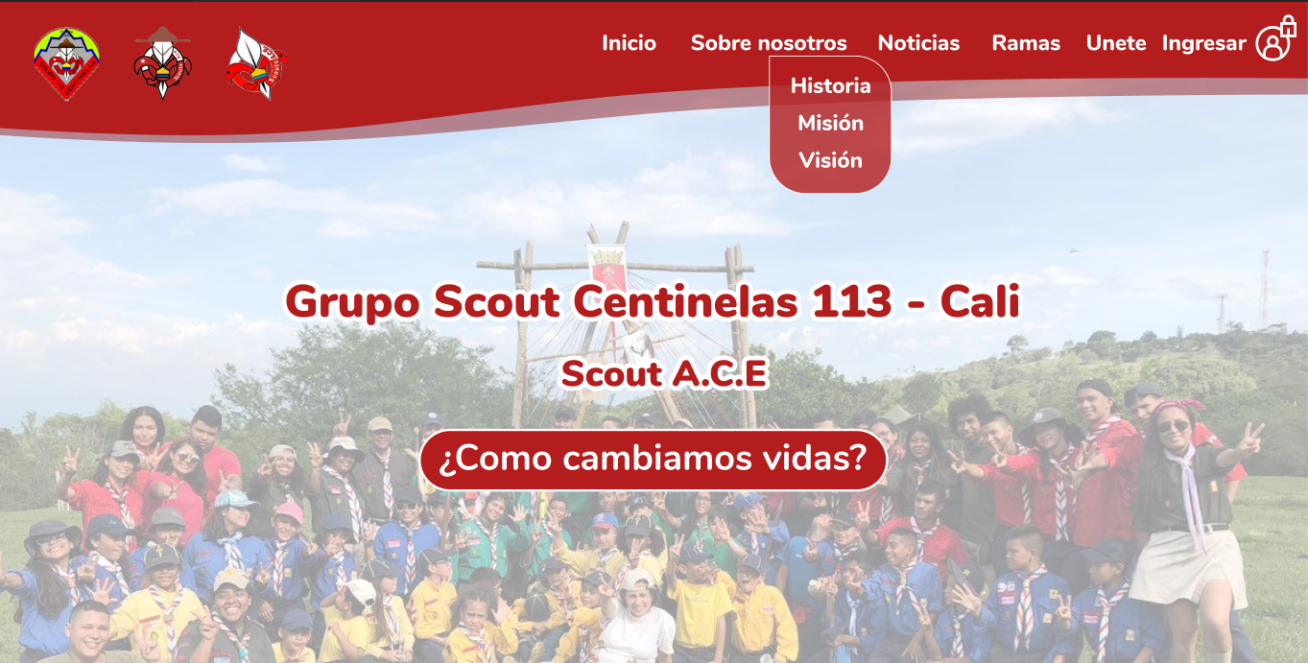 Inicio
Sobre nosotros
Noticias
Ramas
Unete
Ingresar
Historia
Misión
Visión
Grupo Scout Centinelas 113 - Cali
Scout A.C.E
¿Como cambiamos vidas?